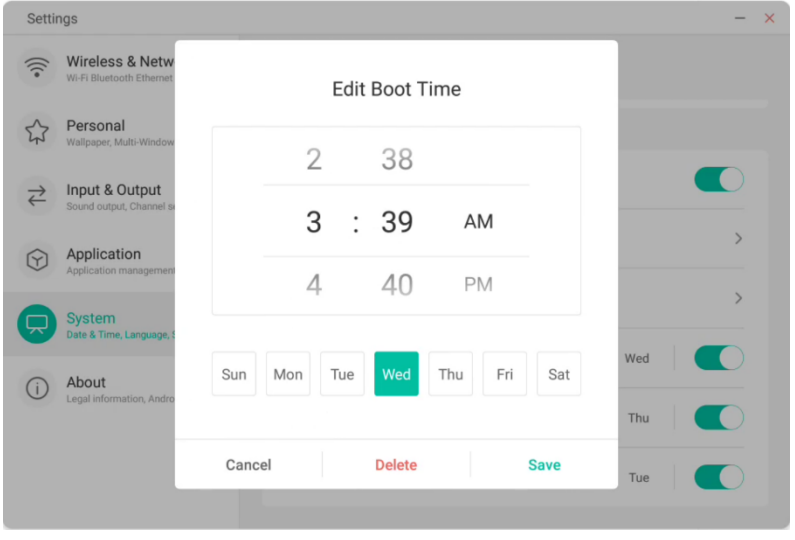 Settings
Wireless & Netw
Wi-Fi Bluetooth Ethernet
Personal
Wallpaper, Multi-Window
Input & Output
Sound output, Channel se
Application
Application management
System
Date & Time, Language, S
About
Legal information, Andro
Edit Boot Time
2 38
3 : 39 AM
4 40 PM
Sun Mon Tue Wed Thu Fri Sat
Cancel Delete Save
Wed
Thu
Tue